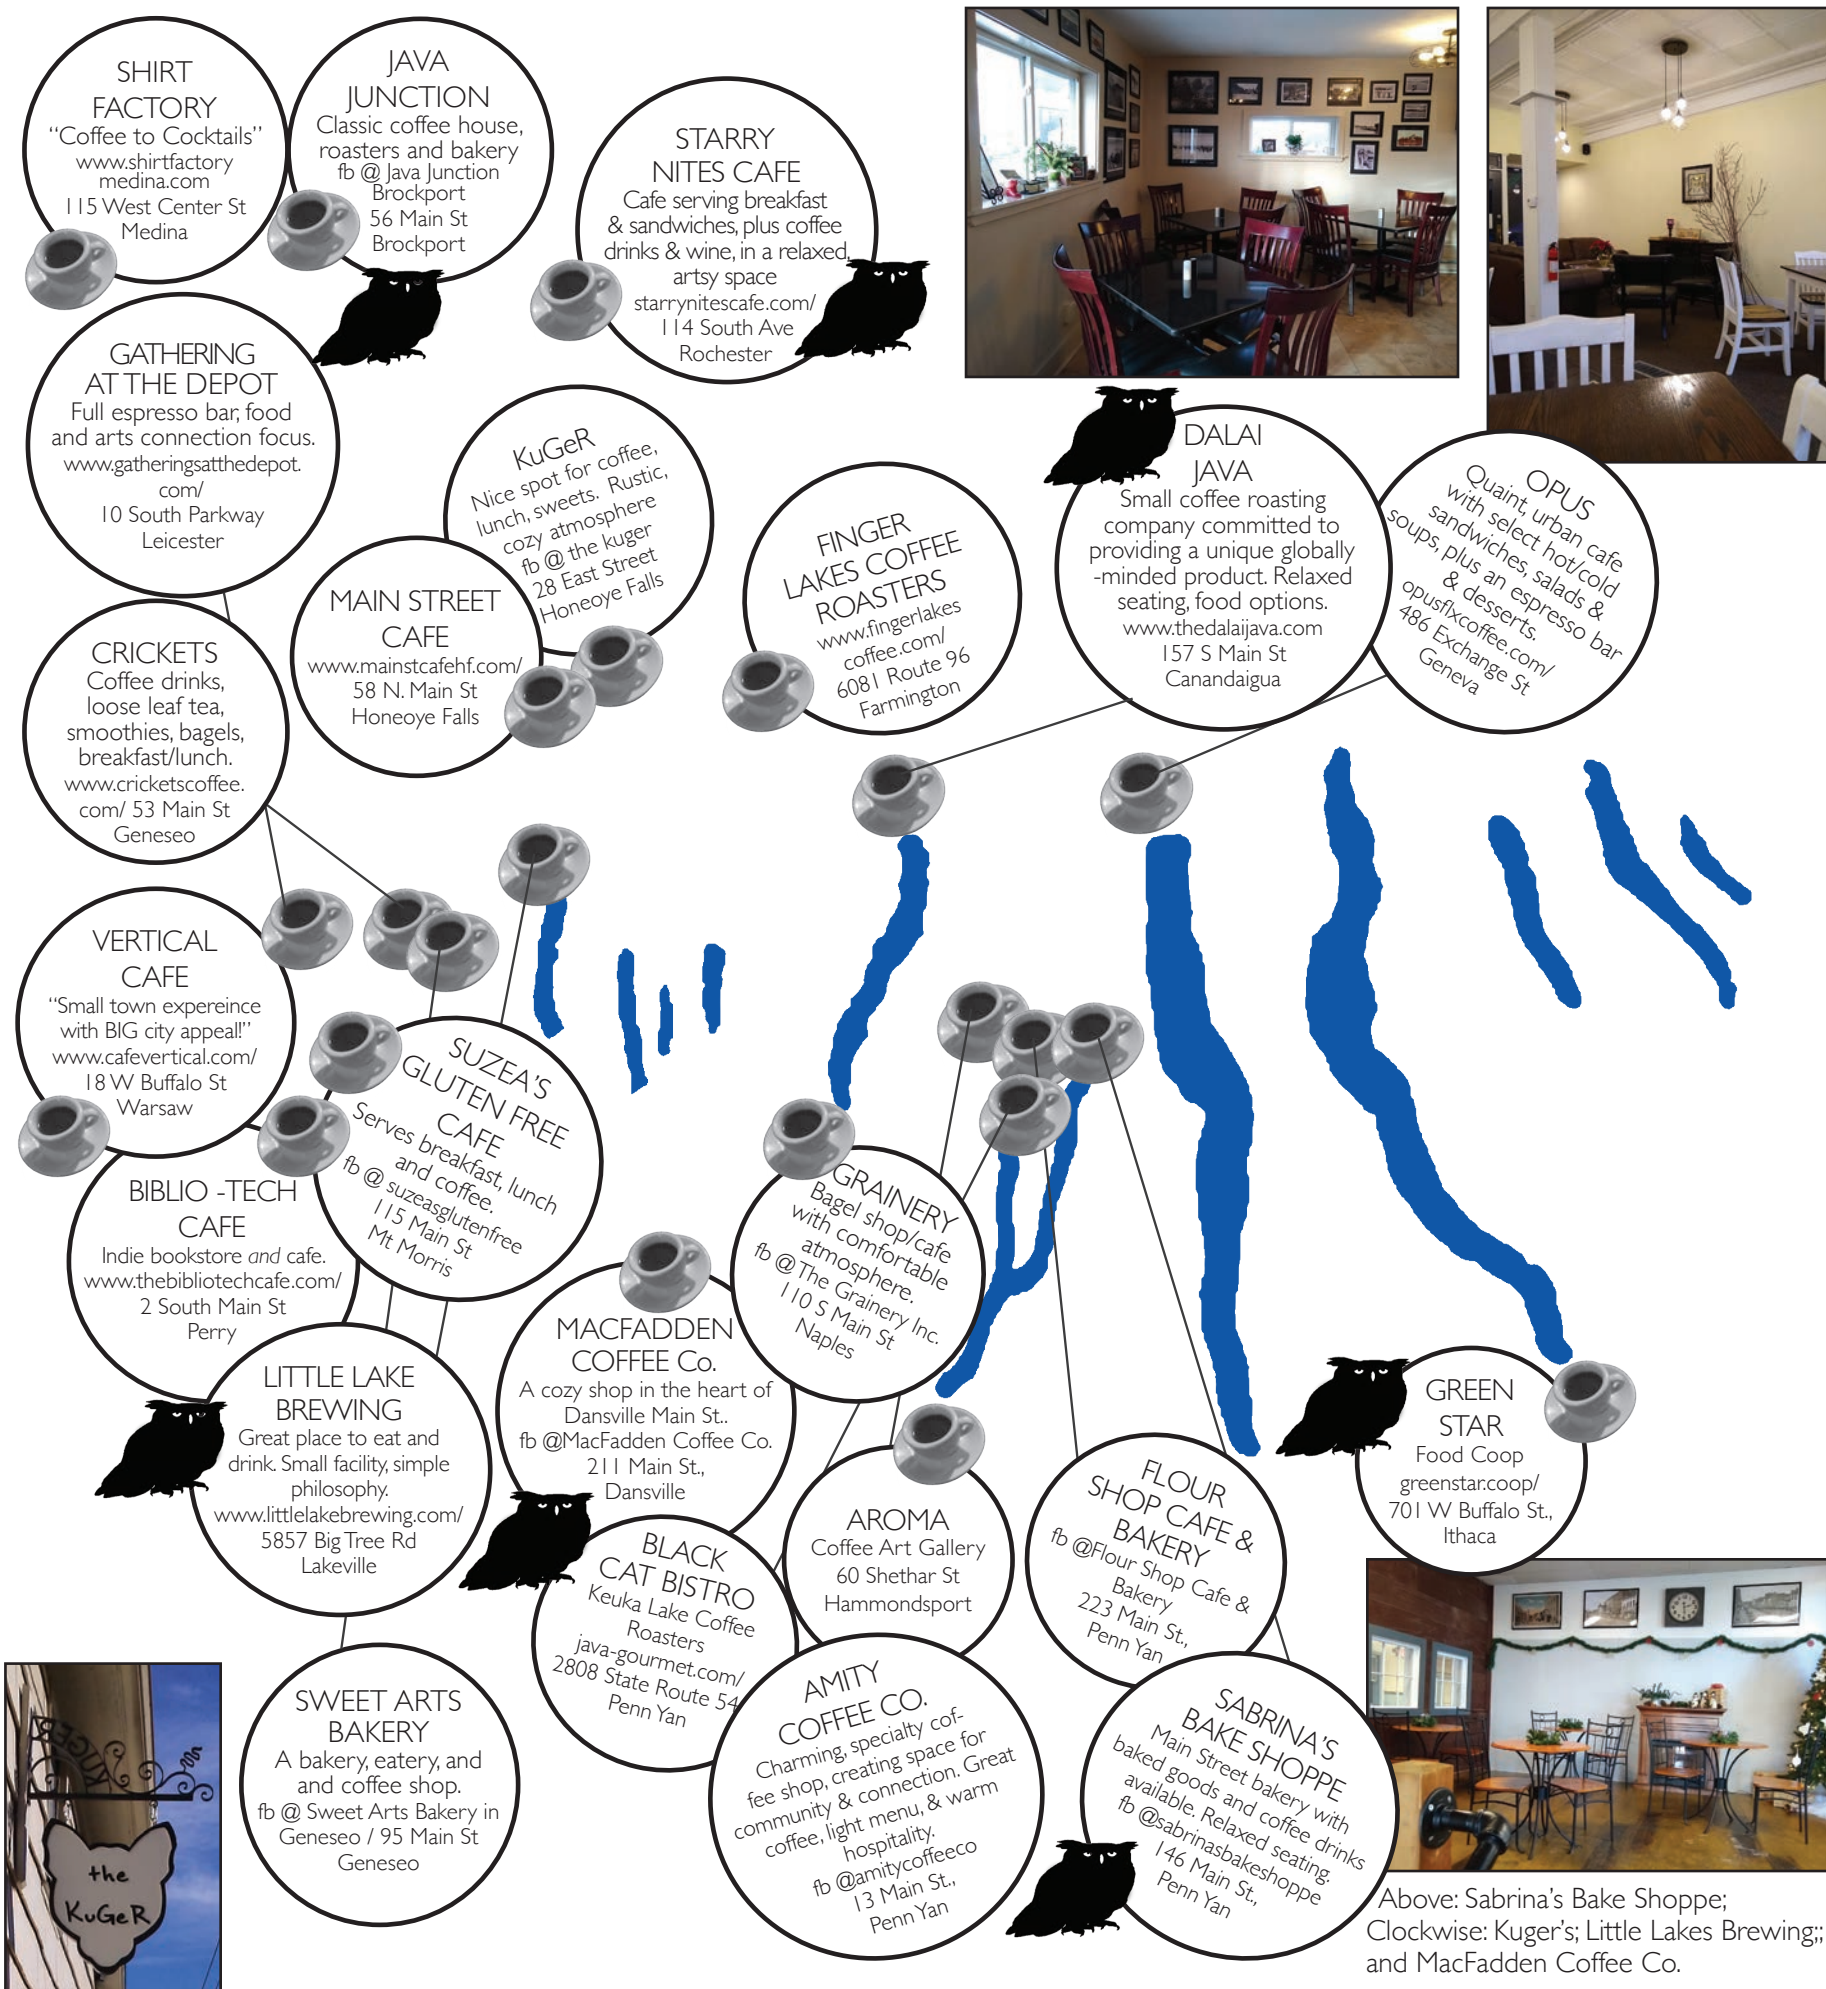 SHIRT
FACTORY
“Coffee to Cocktails”
www.shirtfactory
medina.com
115 West Center St
Medina
JAVA
JUNCTION
Classic coffee house,
roasters and bakery
fb @ Java Junction
Brockport
56 Main St
Brockport
STARRY
NITES CAFE
Cafe serving breakfast
& sandwiches, plus coffee
drinks & wine, in a relaxed,
artsy space
starrynitescafe.com/
114 South Ave
Rochester
GATHERING
AT THE DEPOT
Full espresso bar, food
and arts connection focus.
www.gatheringsatthedepot.
com/
10 South Parkway
Leicester
KuGeR
Nice spot for coffee,
lunch, sweets. Rustic,
cozy atmosphere
fb @ the kuger
28 East Street
Honeoye Falls
MAIN STREET
CAFE
www.mainstcafehf.com/
58 N. Main St
Honeoye Falls
FINGER
LAKES COFFEE
ROASTERS
www.fingerlakes
coffee.com/
6081 Route 96
Farmington
DALAI
JAVA
Small coffee roasting
company committed to
providing a unique globally
-minded product. Relaxed
seating, food options.
www.thedalaijava.com
157 S Main St
Canandaigua
OPUS
Quaint, urban cafe
with select hot/cold
sandwiches, salads &
soups, plus an espresso bar
& desserts.
opusflxcoffee.com/
486 Exchange St
Geneva
CRICKETS
Coffee drinks,
loose leaf tea,
smoothies, bagels,
breakfast/lunch.
www.cricketscoffee.
com/ 53 Main St
Geneseo
VERTICAL
CAFE
“Small town expereince
with BIG city appeal!”
www.cafevertical.com/
18 W Buffalo St
Warsaw
SUZEA'S
GLUTEN FREE
CAFE
Serves breakfast, lunch
and coffee.
fb @ suzeasglutenfree
115 Main St
Mt Morris
BIBLIO -TECH
CAFE
Indie bookstore and cafe.
www.thebibliotechcafe.com/
2 South Main St
Perry
GRAINERY
Bagel shop/cafe
with comfortable
atmosphere.
fb @ The Grainery Inc.
110 S Main St
Naples
MACFADDEN
COFFEE Co.
A cozy shop in the heart of
Dansville Main St..
fb @MacFadden Coffee Co.
211 Main St.,
Dansville
LITTLE LAKE
BREWING
Great place to eat and
drink. Small facility, simple
philosophy.
www.littlelakebrewing.com/
5857 Big Tree Rd
Lakeville
GREEN
STAR
Food Coop
greenstar.coop/
701 W Buffalo St.,
Ithaca
AROMA
Coffee Art Gallery
60 Shethar St
Hammondsport
FLOUR
SHOP CAFE &
BAKERY
fb @Flour Shop Cafe &
Bakery
223 Main St.,
Penn Yan
BLACK
CAT BISTRO
Keuka Lake Coffee
Roasters
java-gourmet.com/
2808 State Route 54
Penn Yan
SWEET ARTS
BAKERY
A bakery, eatery, and
and coffee shop.
fb @ Sweet Arts Bakery in
Geneseo / 95 Main St
Geneseo
AMITY
COFFEE CO.
Charming, specialty cof-
fee shop, creating space for
community & connection. Great
coffee, light menu, & warm
hospitality.
fb @amitycoffeeco
13 Main St.,
Penn Yan
SABRINA'S
BAKE SHOPPE
Main Street bakery with
baked goods and coffee drinks
available. Relaxed seating.
fb @sabrinasbakeshoppe
146 Main St.,
Penn Yan
KUGER
the
KuGeR
Above: Sabrina's Bake Shoppe;
Clockwise: Kuger's; Little Lakes Brewing;;
and MacFadden Coffee Co.